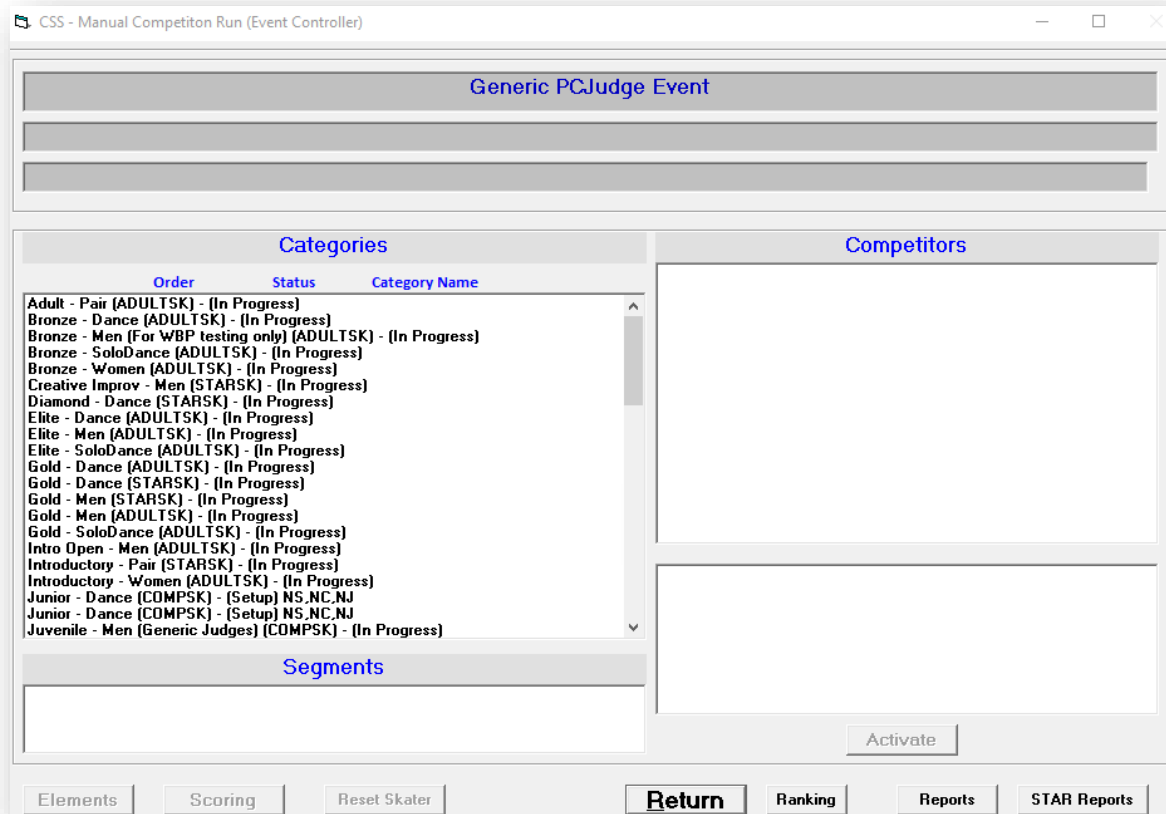 CSS - Manual Competiton Run (Event Controller)
Generic PCJudge Event
Categories
Order Status Category Name
Adult - Pair (ADULTSK) - (In Progress)
Bronze - Dance (ADULTSK) - (In Progress)
Bronze - Men (For WBP testing only) (ADULTSK) - (In Progress)
Bronze - SoloDance (ADULTSK) - (In Progress)
Bronze - Women (ADULTSK) - (In Progress)
Creative Improv - Men (STARSK) - (In Progress)
Diamond - Dance (STARSK) - (In Progress)
Elite - Dance (ADULTSK) - (In Progress)
Elite - Men (ADULTSK) - (In Progress)
Elite - SoloDance (ADULTSK) - (In Progress)
Gold - Dance (ADULTSK) - (In Progress)
Gold - Dance (STARSK) - (In Progress)
Gold - Men (STARSK) - (In Progress)
Gold - Men (ADULTSK) - (In Progress)
Gold - SoloDance (ADULTSK) - (In Progress)
Intro Open - Men (ADULTSK) - (In Progress)
Introductory - Pair (STARSK) - (In Progress)
Introductory - Women (ADULTSK) - (In Progress)
Junior - Dance (COMPSK) - (Setup) NS,NC,NJ
Junior - Dance (COMPSK) - (Setup) NS,NC,NJ
Juvenile - Men (Generic Judges) (COMPSK) - (In Progress)
Segments
Competitors
Activate
Elements Scoring Reset Skater Return Ranking Reports STAR Reports